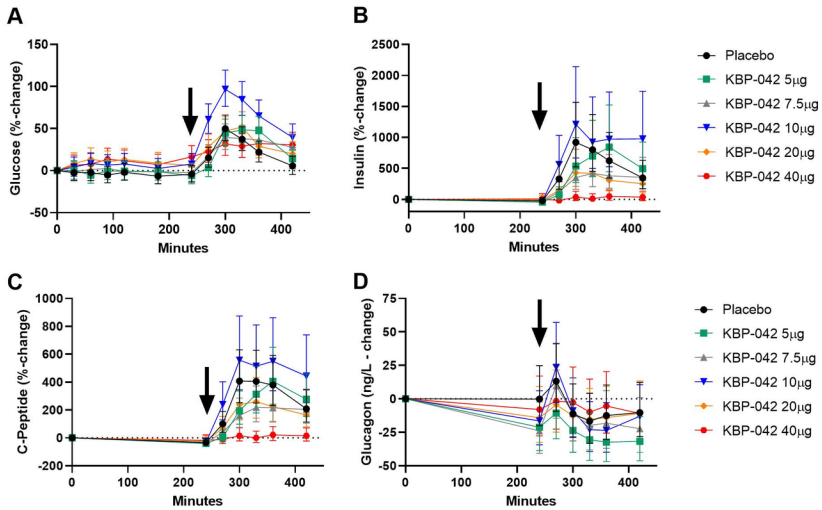 A
Glucose (%-change)
150
100
50
0
-50
0 100 200 300 400
Minutes
B
Insulin (%-change)
2500
2000
1500
1000
500
0
0 100 200 300 400
Minutes
Placebo
KBP-042 5μg
KBP-042 7.5μg
KBP-042 10μg
KBP-042 20μg
KBP-042 40μg
C
C-Peptide (%-change)
1000
800
600
400
200
0
-200
0 100 200 300 400
Minutes
D
Glucagon (ng/L - change)
75
50
25
0
-25
-50
0 100 200 300 400
Minutes
Placebo
KBP-042 5μg
KBP-042 7.5μg
KBP-042 10μg
KBP-042 20μg
KBP-042 40μg